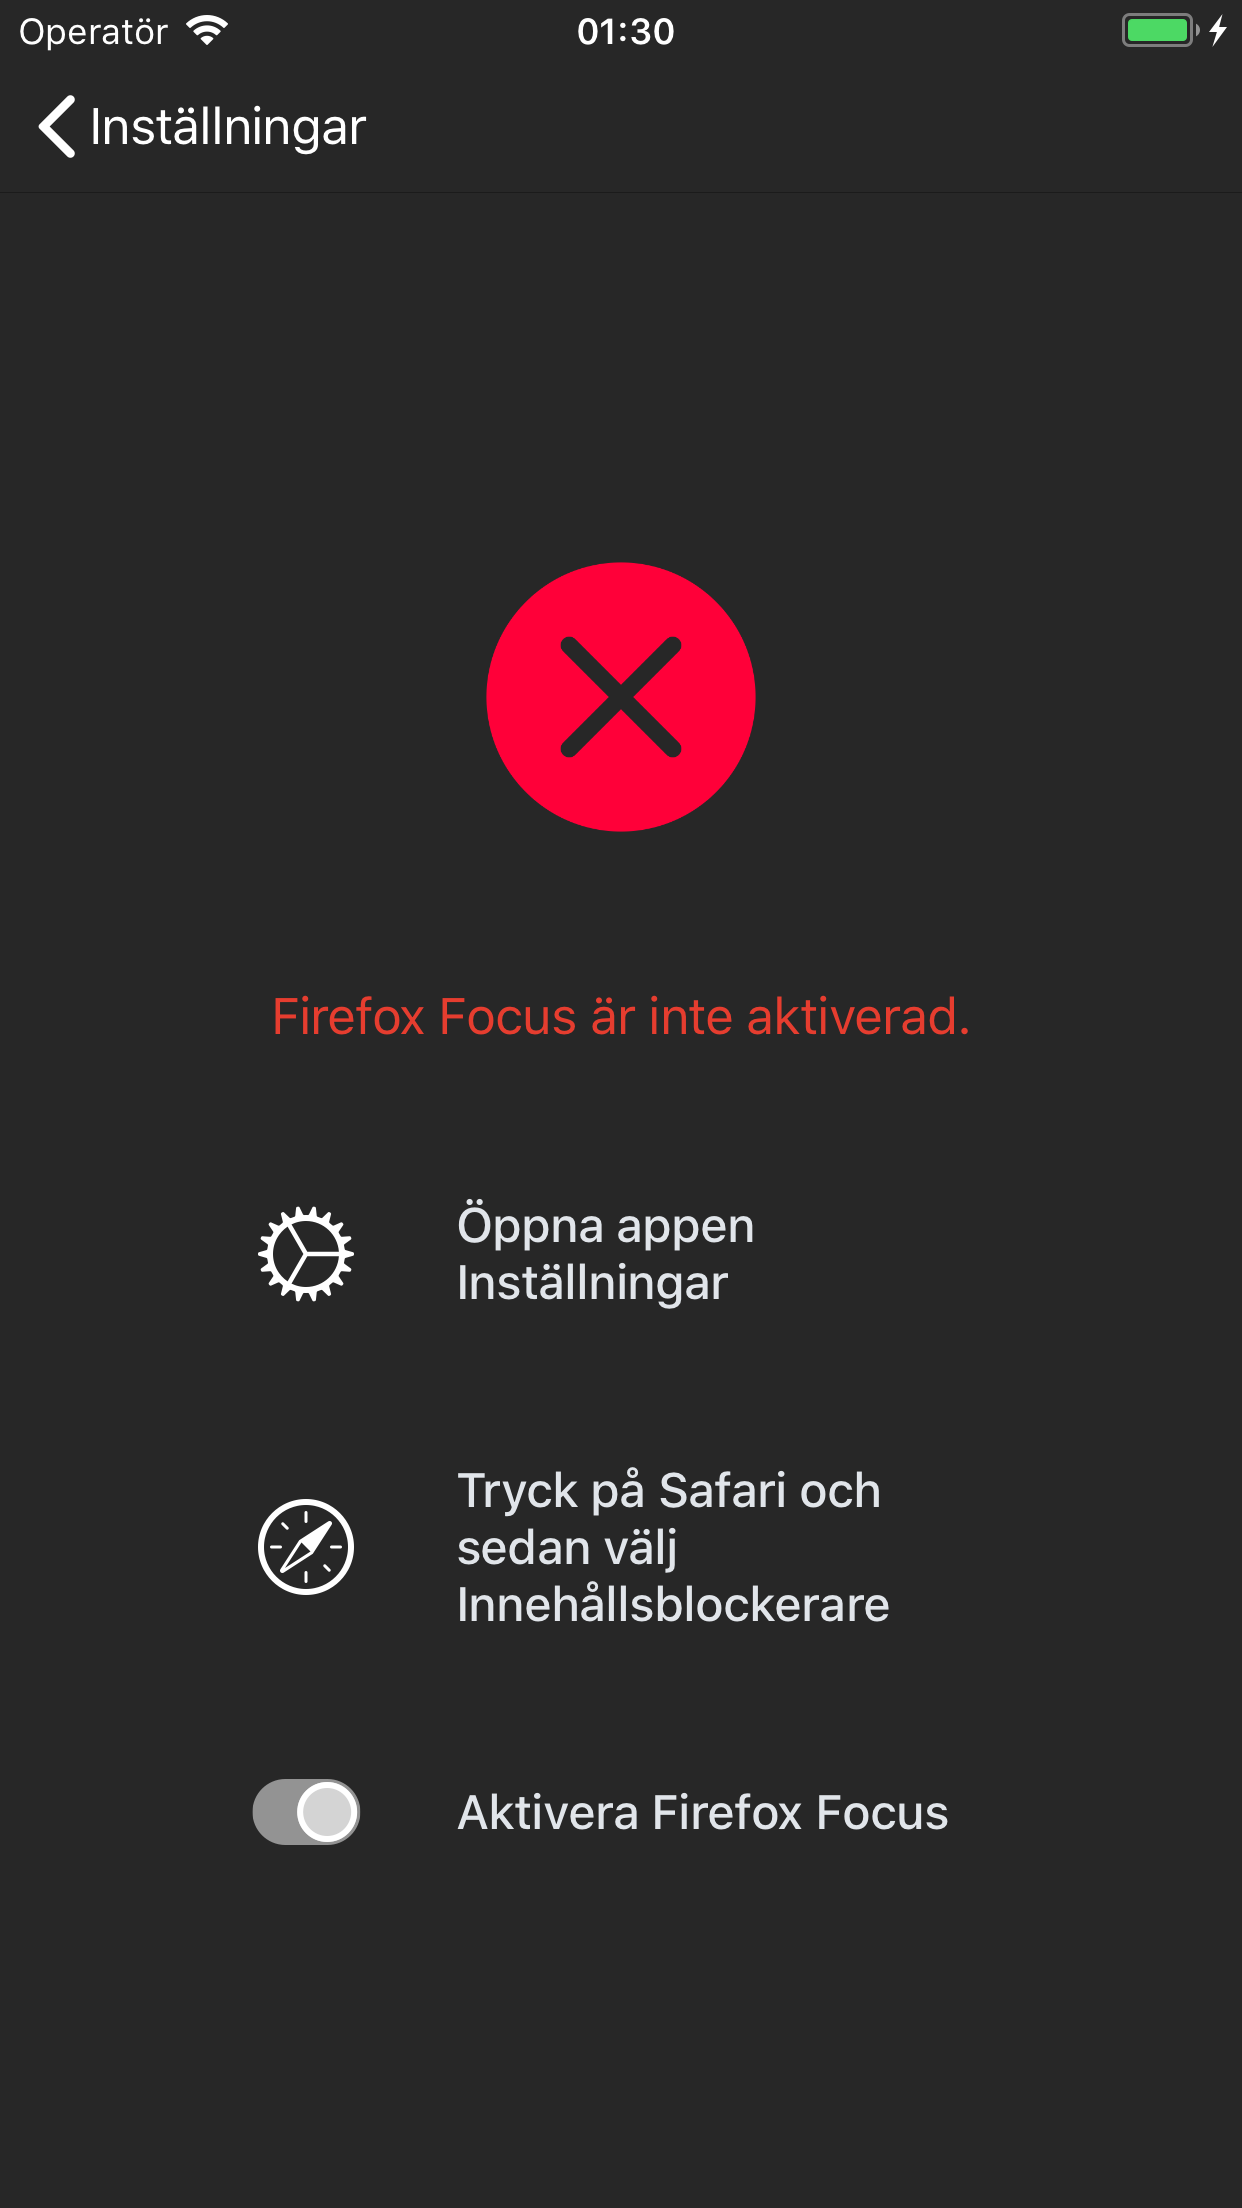 Operatör
01:30
Inställningar
Firefox Focus är inte aktiverad.
Öppna appen
Inställningar
Tryck på Safari och
sedan välj
Innehållsblockerare
Aktivera Firefox Focus